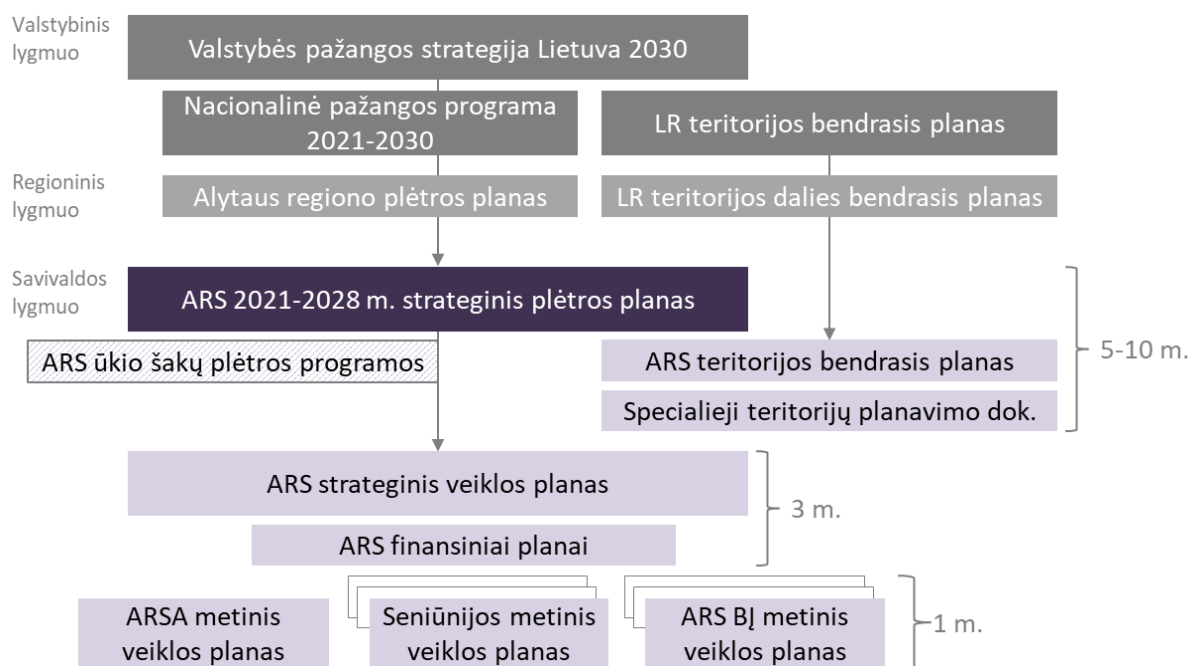 Valstybinis
lygmuo
Valstybės pažangos strategija Lietuva 2030
Nacionalinė pažangos programa
2021-2030
LR teritorijos bendrasis planas
Regioninis
lygmuo
Alytaus regiono plėtros planas
LR teritorijos dalies bendrasis planas
Savivaldos
lygmuo
ARS 2021-2028 m. strateginis plėtros planas
ARS ūkio šakų plėtros programos
ARS teritorijos bendrasis planas
5-10 m.
Specialieji teritorijų planavimo dok.
ARS strateginis veiklos planas
3 m.
ARS finansiniai planai
ARSA metinis
veiklos planas
Seniūnijos metinis
veiklos planas
ARS BĮ metinis
veiklos planas
1 m.